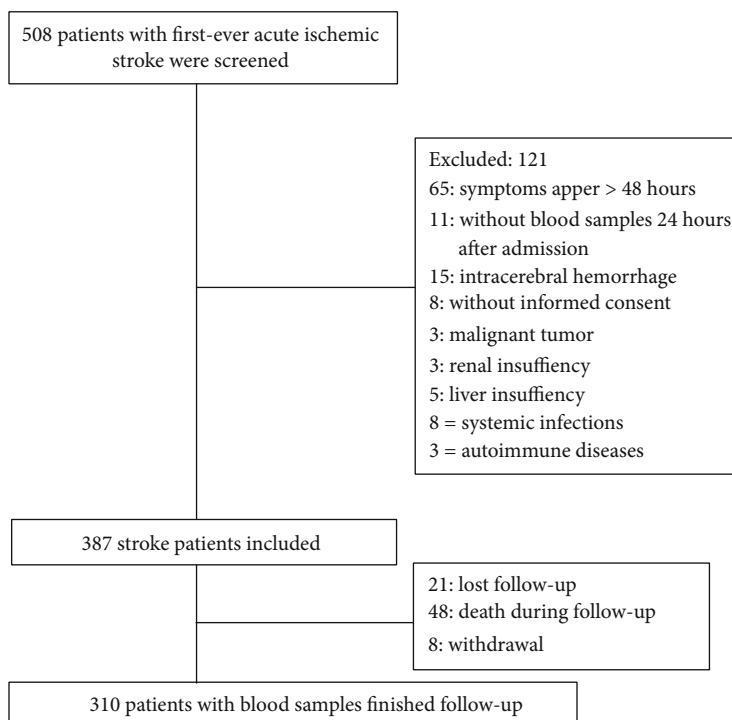 508 patients with first-ever acute ischemic
stroke were screened
Excluded: 121
65: symptoms apper > 48 hours
11: without blood samples 24 hours
after admission
15: intracerebral hemorrhage
8: without informed consent
3: malignant tumor
3: renal insuffiency
5: liver insuffiency
8 = systemic infections
3 = autoimmune diseases
387 stroke patients included
21: lost follow-up
48: death during follow-up
8: withdrawal
310 patients with blood samples finished follow-up